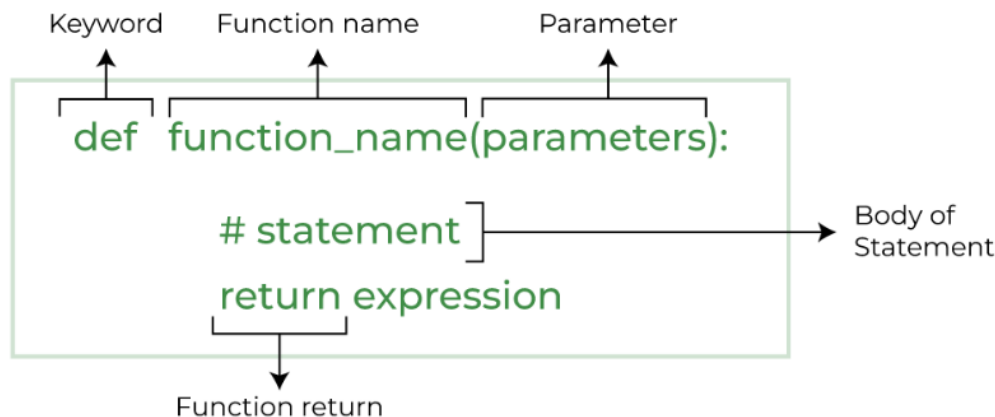 Keyword Function name Parameter
def function_name(parameters):
# statement
Body of
Statement
return expression
Function return